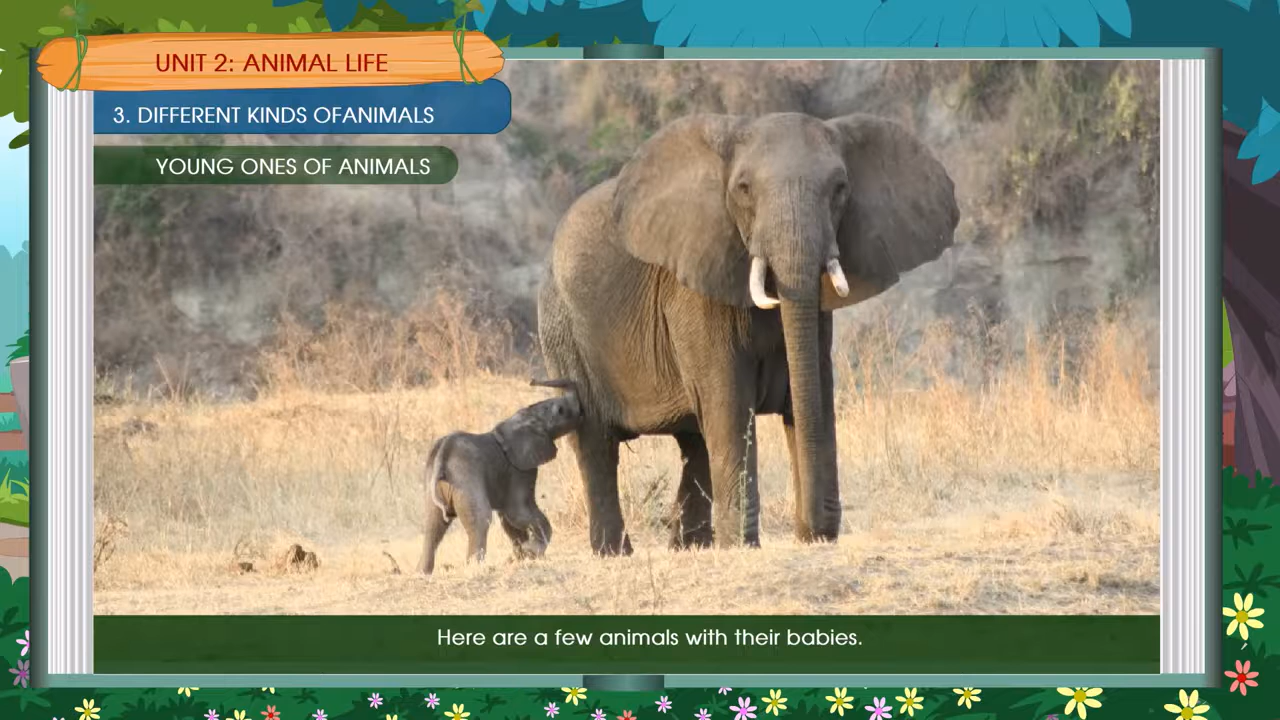 UNIT 2: ANIMAL LIFE
3. DIFFERENT KINDS OFANIMALS
YOUNG ONES OF ANIMALS
Here are a few animals with their babies.